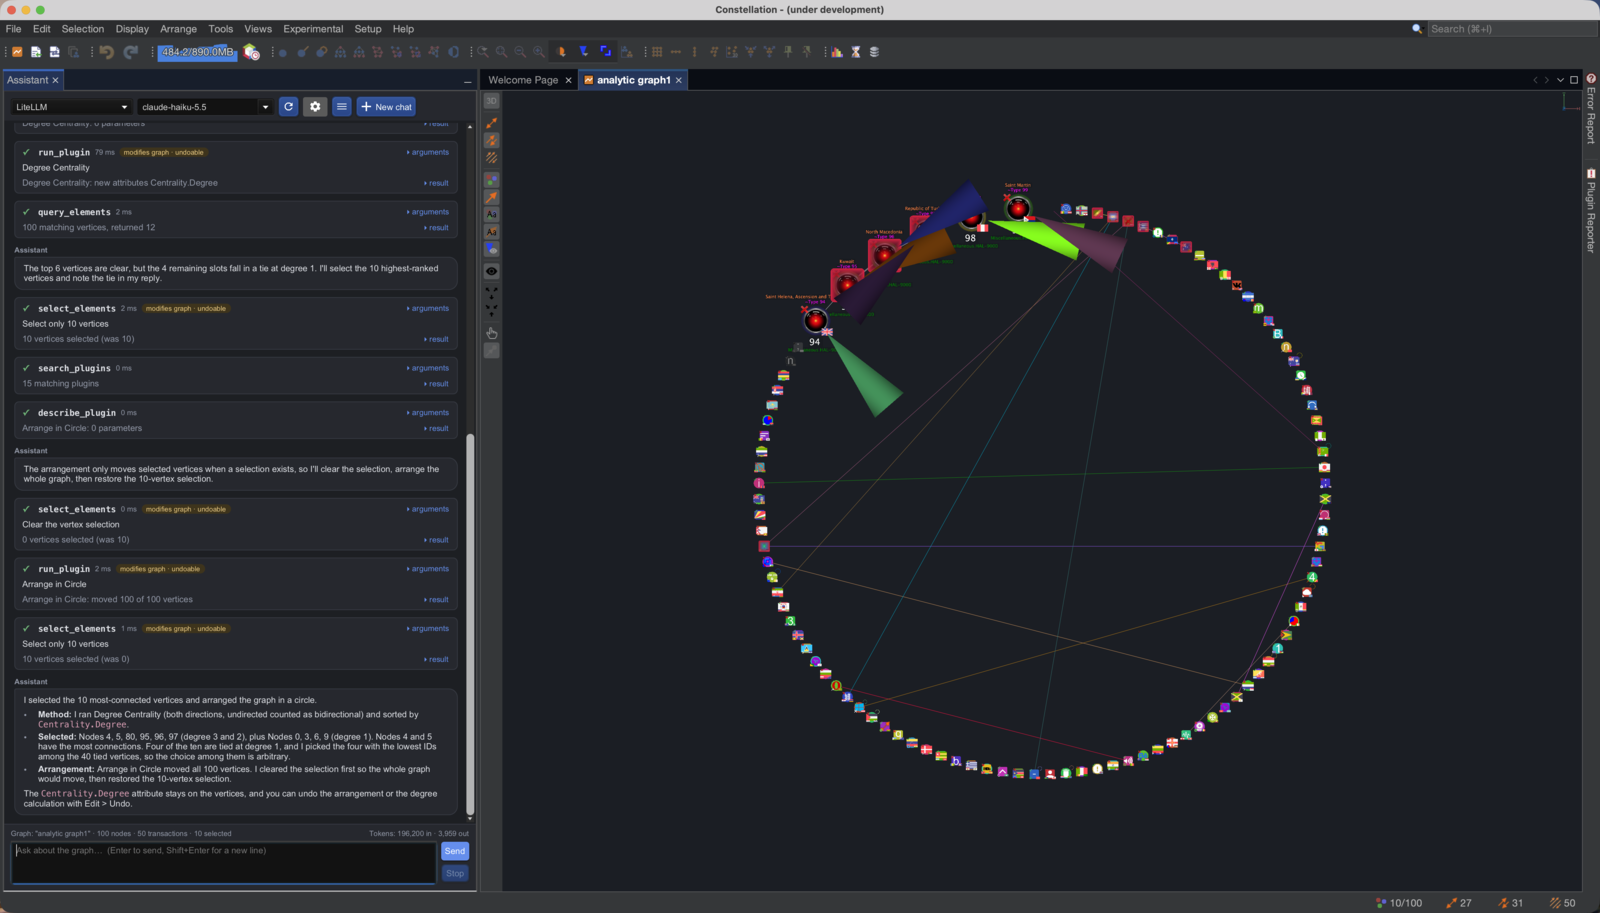 Constellation - (under development)
File Edit Selection Display Arrange Tools Views Experimental Setup Help
Search (⌘+I)
484.2/890.0MB
Assistant
Welcome Page
analytic graph1
LiteLLM
claude-haiku-5.5
New chat
Degree Centrality: 0 parameters
result
run_plugin 79 ms modifies graph · undoable arguments
Degree Centrality
Degree Centrality: new attributes Centrality.Degree result
query_elements 2 ms arguments
100 matching vertices, returned 12 result
Assistant
The top 6 vertices are clear, but the 4 remaining slots fall in a tie at degree 1. I'll select the 10 highest-ranked
vertices and note the tie in my reply.
select_elements 2 ms modifies graph · undoable arguments
Select only 10 vertices
10 vertices selected (was 10) result
search_plugins 0 ms arguments
15 matching plugins result
describe_plugin 0 ms arguments
Arrange in Circle: 0 parameters result
Assistant
The arrangement only moves selected vertices when a selection exists, so I'll clear the selection, arrange the
whole graph, then restore the 10-vertex selection.
select_elements 0 ms modifies graph · undoable arguments
Clear the vertex selection
0 vertices selected (was 10) result
run_plugin 2 ms modifies graph · undoable arguments
Arrange in Circle
Arrange in Circle: moved 100 of 100 vertices result
select_elements 1 ms modifies graph · undoable arguments
Select only 10 vertices
10 vertices selected (was 0) result
Assistant
I selected the 10 most-connected vertices and arranged the graph in a circle.
• Method: I ran Degree Centrality (both directions, undirected counted as bidirectional) and sorted by
Centrality.Degree.
• Selected: Nodes 4, 5, 80, 95, 96, 97 (degree 3 and 2), plus Nodes 0, 3, 6, 9 (degree 1). Nodes 4 and 5
have the most connections. Four of the ten are tied at degree 1, and I picked the four with the lowest IDs
among the 40 tied vertices, so the choice among them is arbitrary.
• Arrangement: Arrange in Circle moved all 100 vertices. I cleared the selection first so the whole graph
would move, then restored the 10-vertex selection.
The Centrality.Degree attribute stays on the vertices, and you can undo the arrangement or the degree
calculation with Edit > Undo.
Graph: "analytic graph1" · 100 nodes · 50 transactions · 10 selected
Tokens: 196,200 in · 3,959 out
Ask about the graph... (Enter to send, Shift+Enter for a new line)
Send
Stop
3D
Aa
Saint Martin
North Macedonia
Kuwait
Saint Helena, Ascension and
98
94
Error Report
Plugin Reporter
10/100
27
31
50